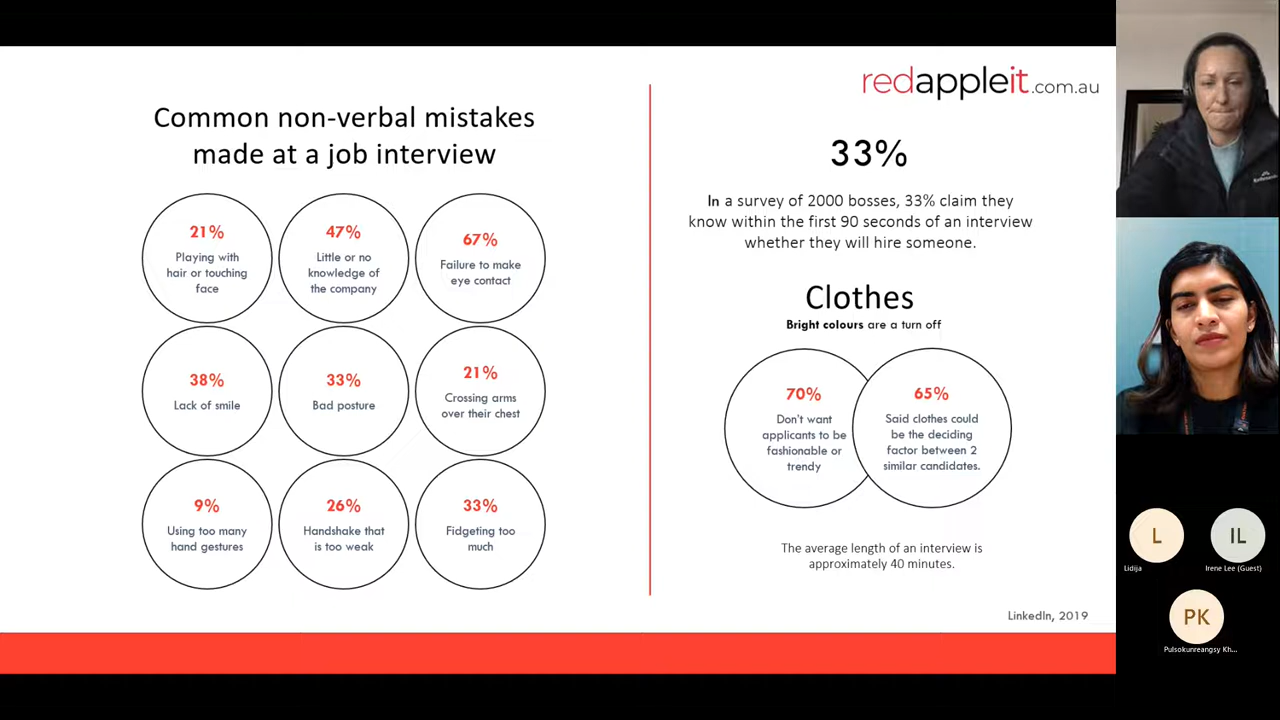 redappleit.com.au
Common non-verbal mistakes
made at a job interview
21%
Playing with
hair or touching
face
47%
Little or no
knowledge of
the company
67%
Failure to make
eye contact
38%
Lack of smile
33%
Bad posture
21%
Crossing arms
over their chest
9%
Using too many
hand gestures
26%
Handshake that
is too weak
33%
Fidgeting too
much
33%
In a survey of 2000 bosses, 33% claim they
know within the first 90 seconds of an interview
whether they will hire someone.
Clothes
Bright colours are a turn off
70%
Don't want
applicants to be
fashionable or
trendy
65%
Said clothes could
be the deciding
factor between 2
similar candidates.
The average length of an interview is
approximately 40 minutes.
LinkedIn, 2019
L
Lidija
IL
Irene Lee (Guest)
PK
Pulsokunreangsy Kh...